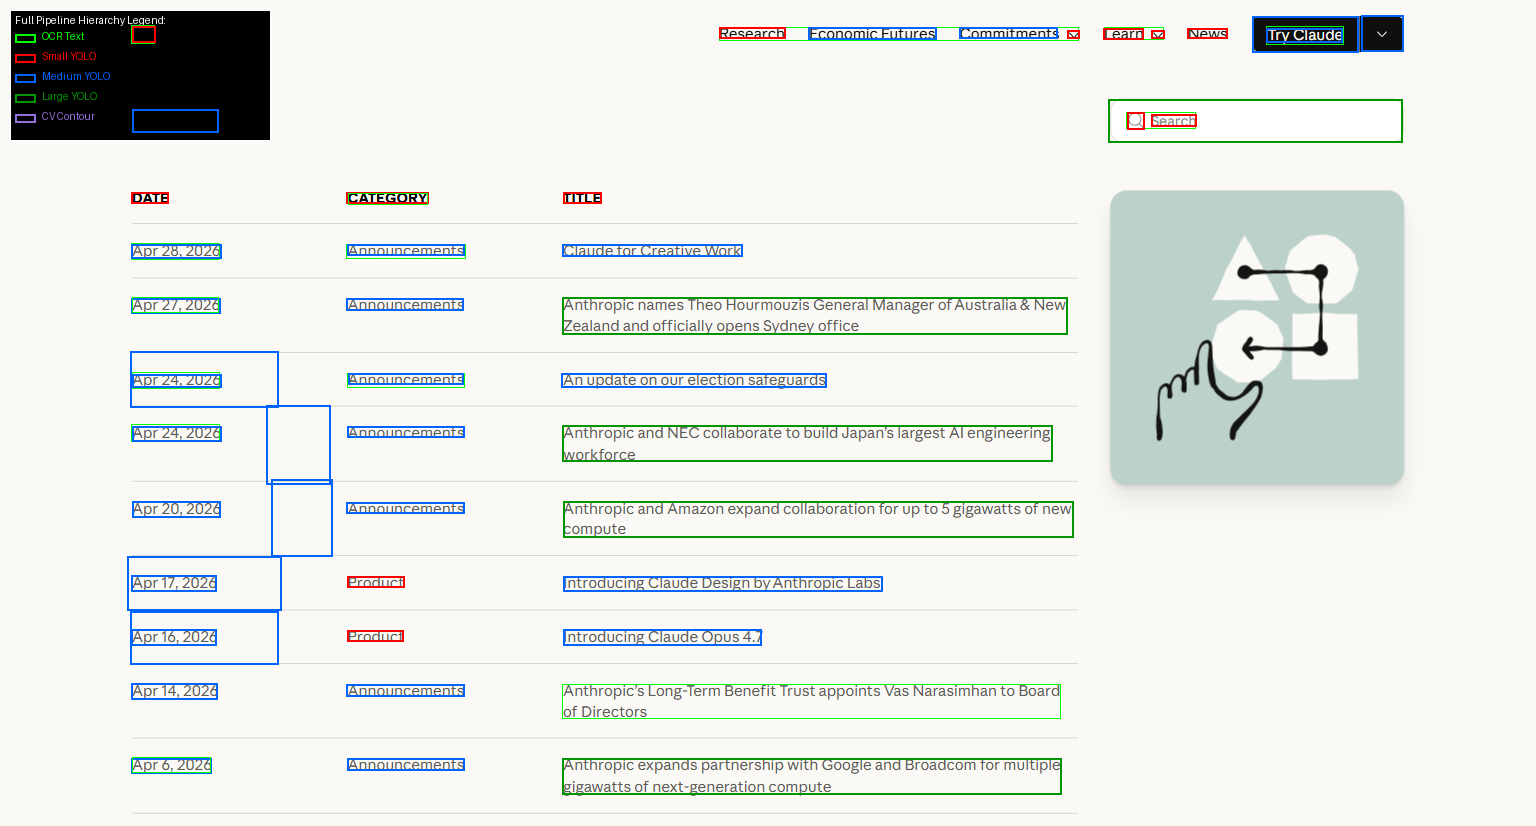 Full Pipeline Hierarchy Legend:
OCR Text
Small YOLO
Medium YOLO
Large YOLO
CV Contour
Research Economic Futures Commitments Learn News Try Claude
Search
DATE CATEGORY TITLE
Apr 28, 2026 Announcements Claude for Creative Work
Apr 27, 2026 Announcements Anthropic names Theo Hourmouzis General Manager of Australia & New
Zealand and officially opens Sydney office
Apr 24, 2026 Announcements An update on our election safeguards
Apr 24, 2026 Announcements Anthropic and NEC collaborate to build Japan's largest AI engineering
workforce
Apr 20, 2026 Announcements Anthropic and Amazon expand collaboration for up to 5 gigawatts of new
compute
Apr 17, 2026 Product Introducing Claude Design by Anthropic Labs
Apr 16, 2026 Product Introducing Claude Opus 4.7
Apr 14, 2026 Announcements Anthropic's Long-Term Benefit Trust appoints Vas Narasimhan to Board
of Directors
Apr 6, 2026 Announcements Anthropic expands partnership with Google and Broadcom for multiple
gigawatts of next-generation compute